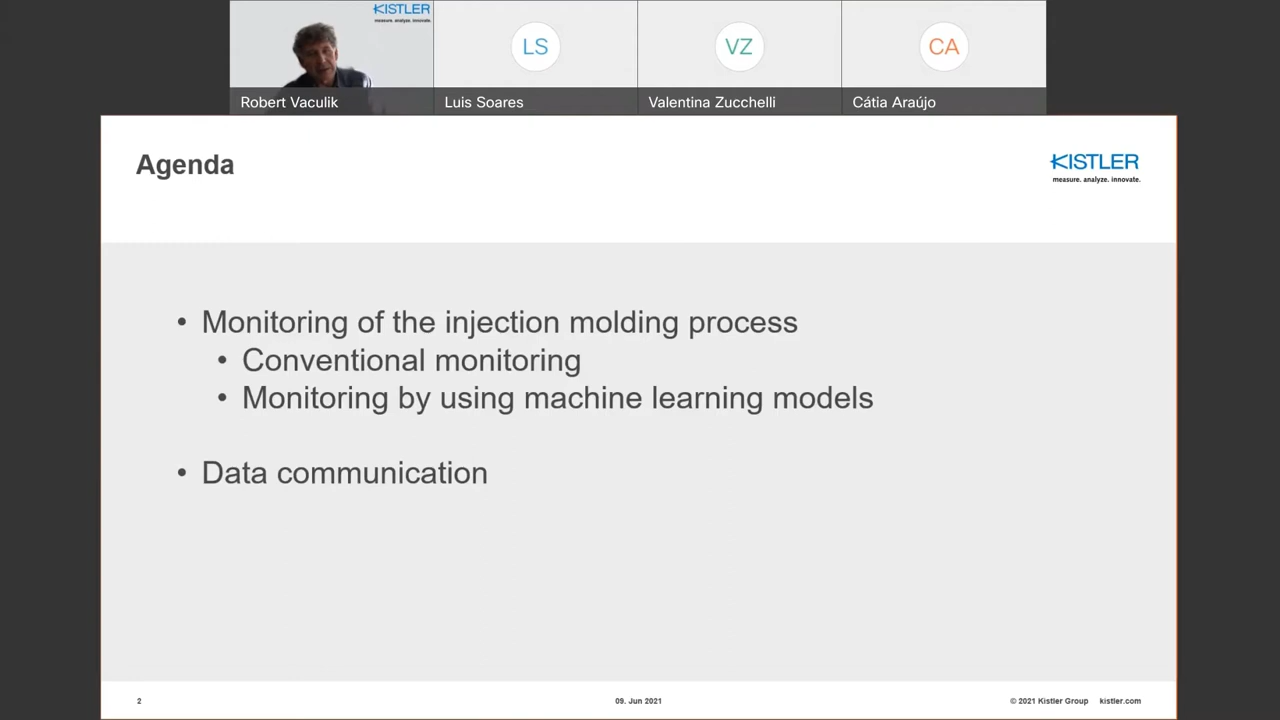 KISTLER
measure. analyze. innovate.
LS
VZ
CA
Robert Vaculik
Luis Soares
Valentina Zucchelli
Cátia Araújo
Agenda
KISTLER
measure. analyze. innovate.
• Monitoring of the injection molding process
• Conventional monitoring
• Monitoring by using machine learning models
• Data communication
2
09. Jun 2021
© 2021 Kistler Group kistler.com